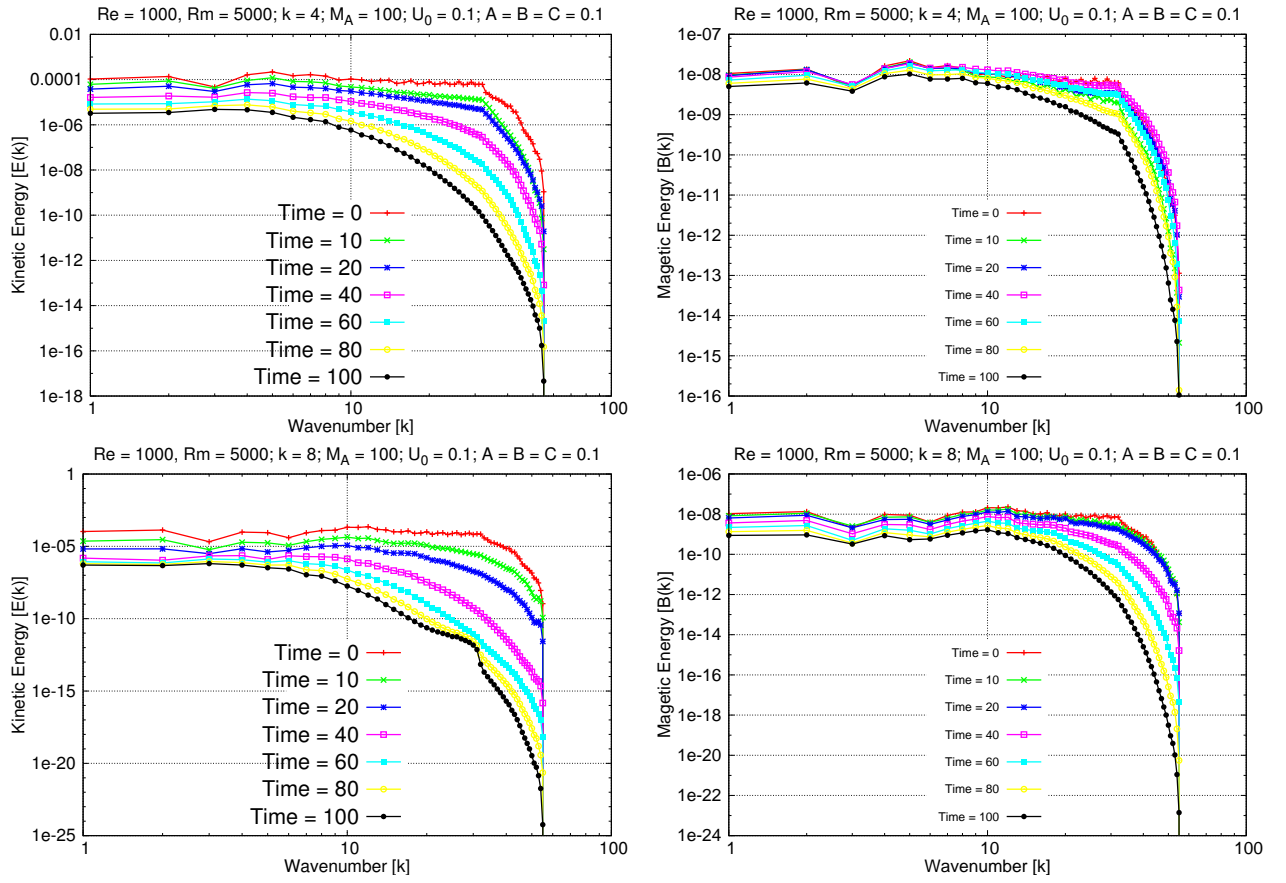 Re = 1000, Rm = 5000; k = 4; M_A = 100; U_0 = 0.1; A = B = C = 0.1
0.01
0.0001
1e-06
1e-08
1e-10
1e-12
1e-14
1e-16
1e-18
Kinetic Energy [E(k)]
Time = 0
Time = 10
Time = 20
Time = 40
Time = 60
Time = 80
Time = 100
1
10
100
Wavenumber [k]
Re = 1000, Rm = 5000; k = 4; M_A = 100; U_0 = 0.1; A = B = C = 0.1
1e-07
1e-08
1e-09
1e-10
1e-11
1e-12
1e-13
1e-14
1e-15
1e-16
Magetic Energy [B(k)]
Time = 0
Time = 10
Time = 20
Time = 40
Time = 60
Time = 80
Time = 100
1
10
100
Wavenumber [k]
Re = 1000, Rm = 5000; k = 8; M_A = 100; U_0 = 0.1; A = B = C = 0.1
1
1e-05
1e-10
1e-15
1e-20
1e-25
Kinetic Energy [E(k)]
Time = 0
Time = 10
Time = 20
Time = 40
Time = 60
Time = 80
Time = 100
1
10
100
Wavenumber [k]
Re = 1000, Rm = 5000; k = 8; M_A = 100; U_0 = 0.1; A = B = C = 0.1
1e-06
1e-08
1e-10
1e-12
1e-14
1e-16
1e-18
1e-20
1e-22
1e-24
Magetic Energy [B(k)]
Time = 0
Time = 10
Time = 20
Time = 40
Time = 60
Time = 80
Time = 100
1
10
100
Wavenumber [k]